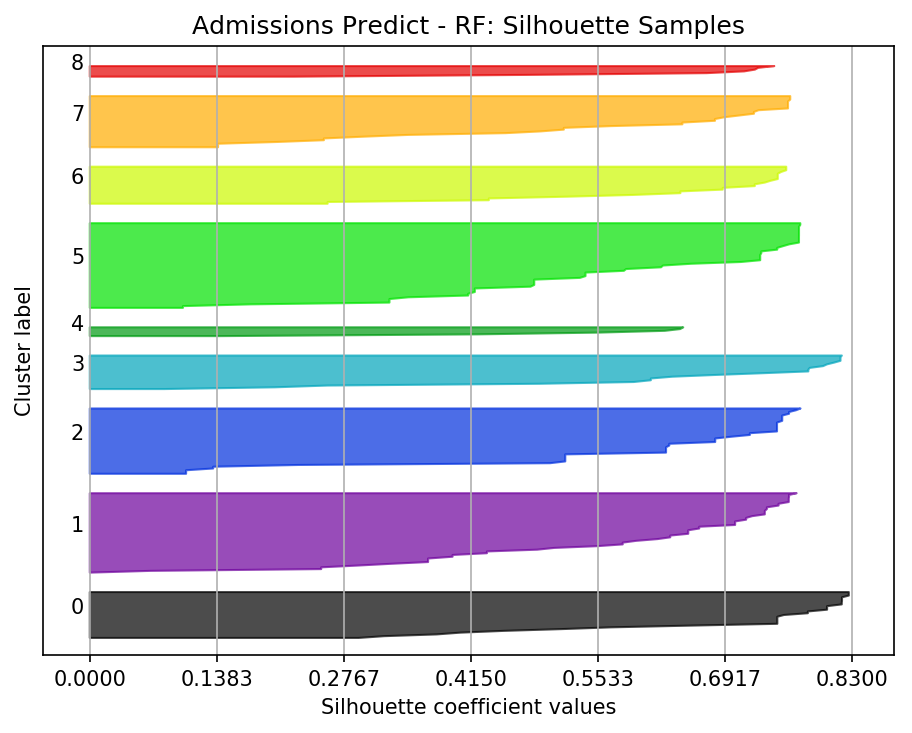 Admissions Predict - RF: Silhouette Samples
8
7
6
5
4
3
2
1
0
Cluster label
0.0000 0.1383 0.2767 0.4150 0.5533 0.6917 0.8300
Silhouette coefficient values